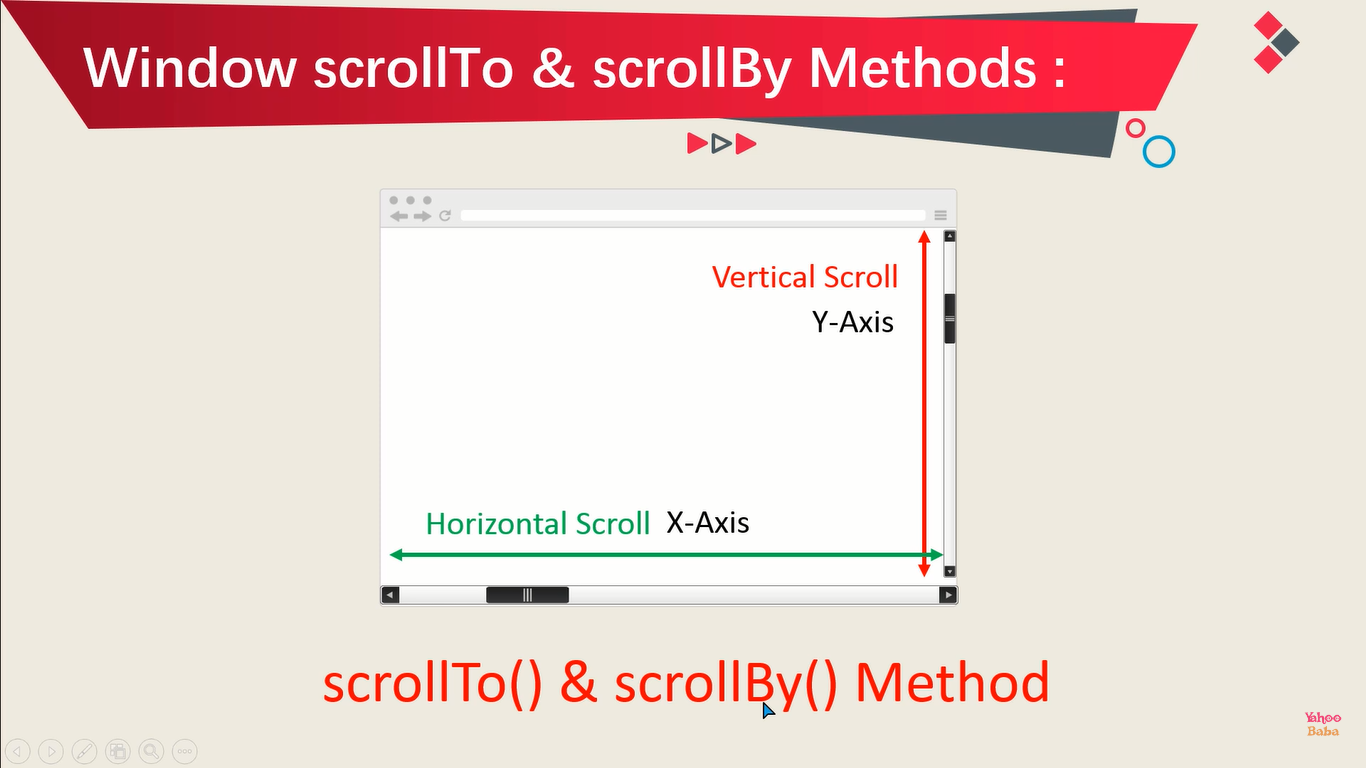 Window scrollTo & scrollBy Methods :
Vertical Scroll
Y-Axis
Horizontal Scroll X-Axis
scrollTo() & scrollBy() Method
Yahoo
Baba